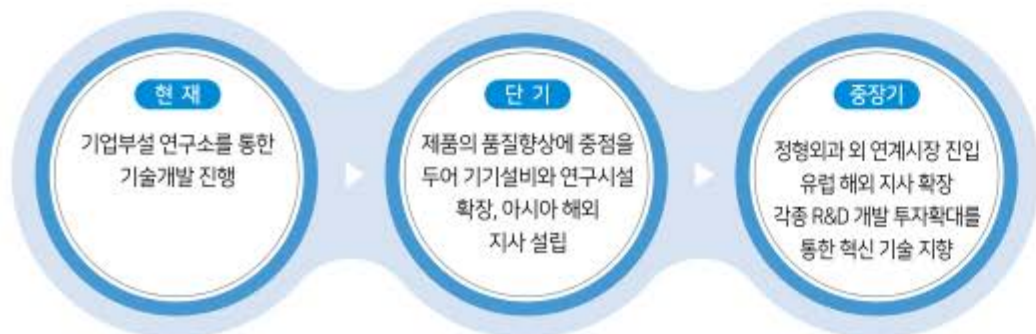 현 재
기업부설 연구소를 통한
기술개발 진행
단 기
제품의 품질향상에 중점을
두어 기기설비와 연구시설
확장, 아시아 해외
지사 설립
중장기
정형외과 외 연계시장 진입
유럽 해외 지사 확장
각종 R&D 개발 투자확대를
통한 혁신 기술 지향